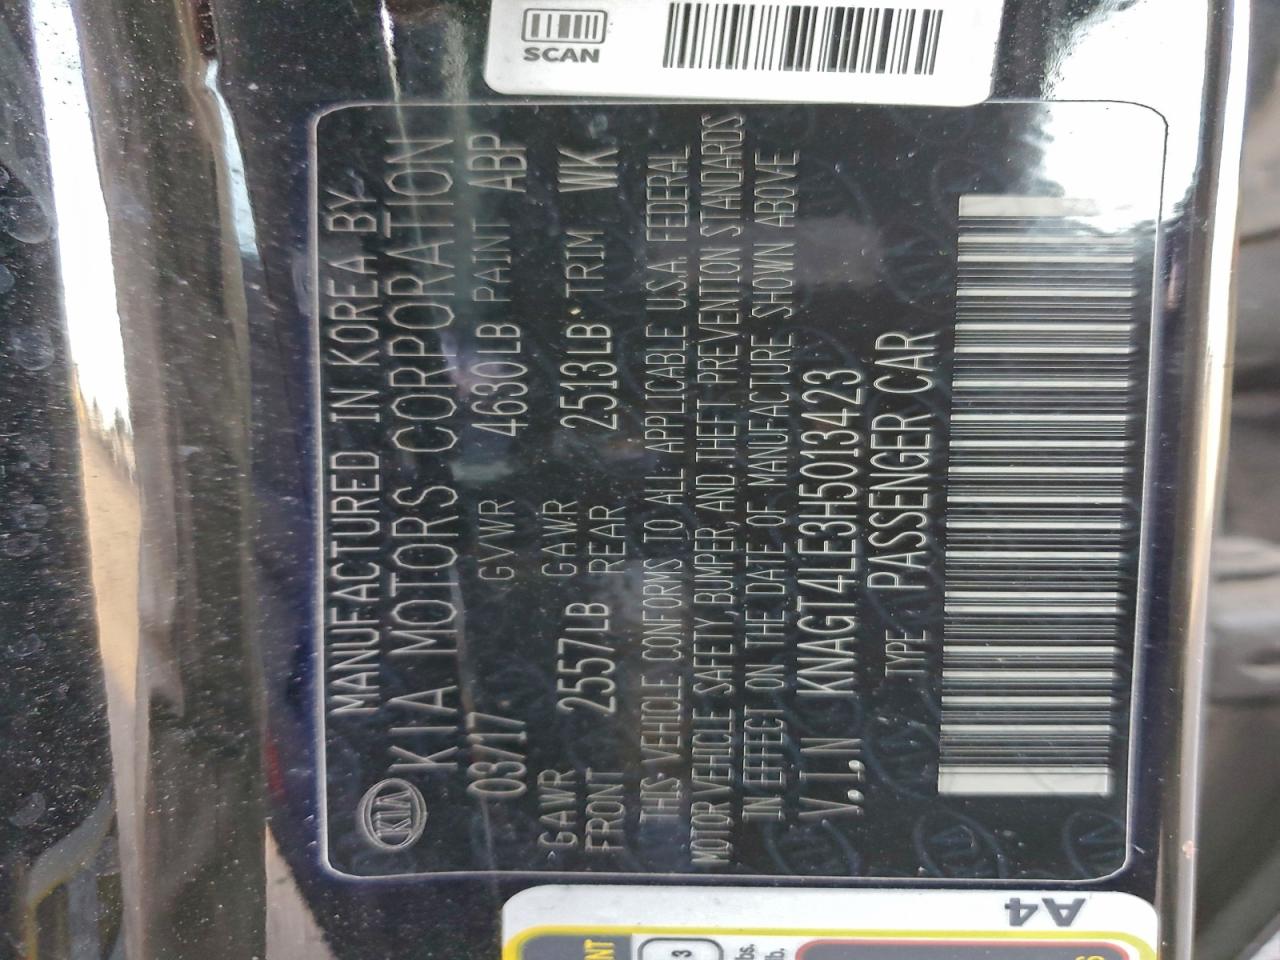 SCAN
MANUFACTURED IN KOREA BY
KIA KIA MOTORS CORPORATION
03/17 GVWR 4630LB PAINT ABP
GAWR FRONT 2557LB GAWR REAR 2513LB TRIM WK
THIS VEHICLE CONFORMS TO ALL APPLICABLE U.S.A. FEDERAL
MOTOR VEHICLE SAFETY, BUMPER, AND THEFT PREVENTION STANDARDS
IN EFFECT ON THE DATE OF MANUFACTURE SHOWN ABOVE
V.I.N KNAGT4LE3H5013423
TYPE PASSENGER CAR
A4
3